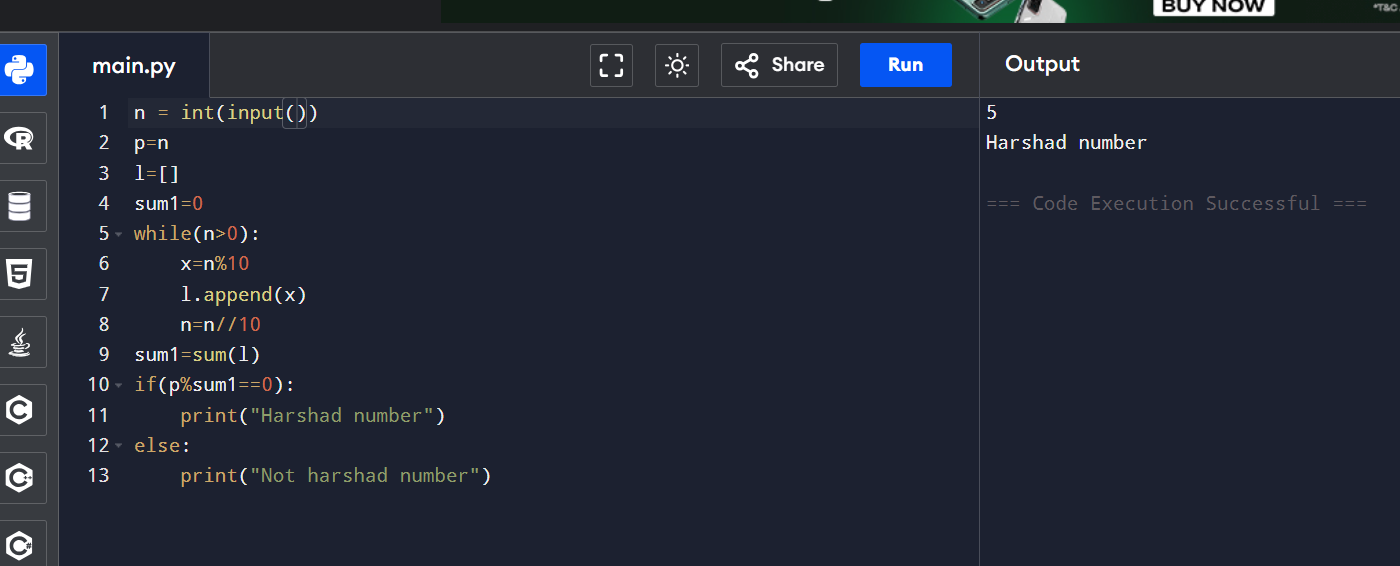 BUY NOW
*T&C
main.py
Share
Run
Output
1 n = int(input())
2 p=n
3 l=[]
4 sum1=0
5 while(n>0):
6     x=n%10
7     l.append(x)
8     n=n//10
9 sum1=sum(l)
10 if(p%sum1==0):
11     print("Harshad number")
12 else:
13     print("Not harshad number")
5
Harshad number
=== Code Execution Successful ===